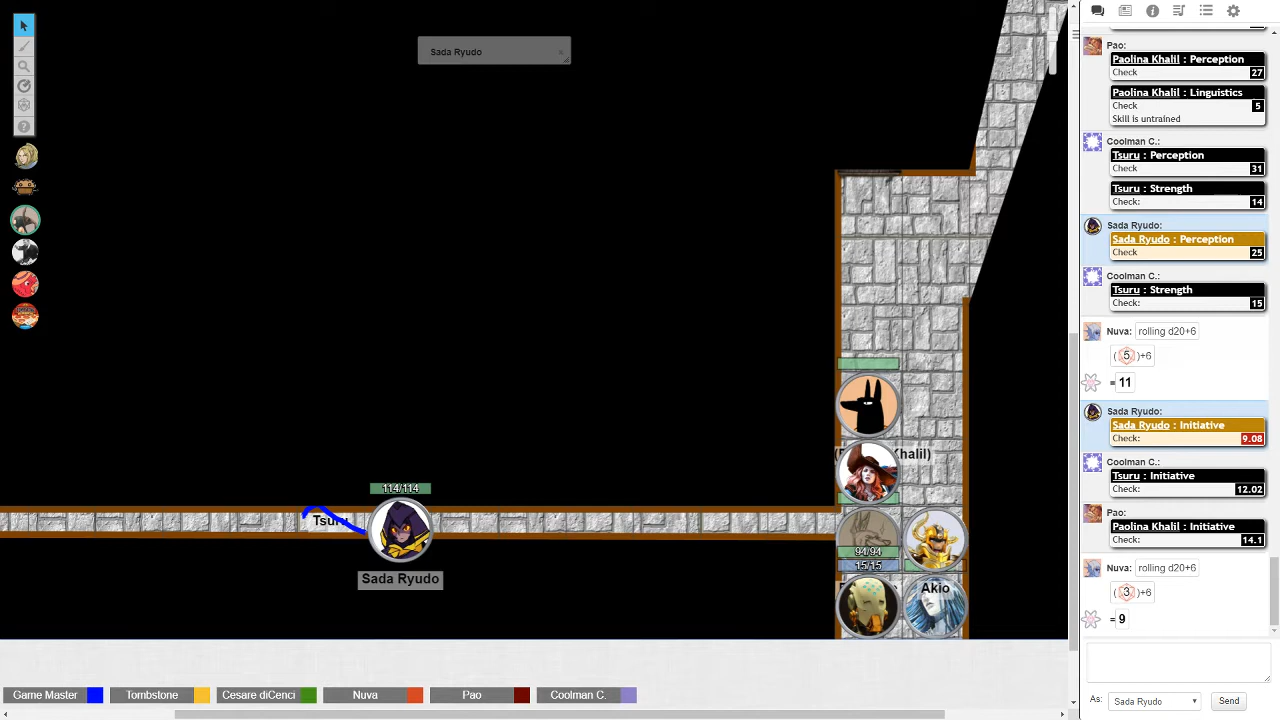 Sada Ryudo
×
Khalil)
114/114
Tsuru
Sada Ryudo
94/94
15/15
Akio
Game Master
Tombstone
Cesare diCenci
Nuva
Pao
Coolman C.
Pao:
Paolina Khalil : Perception
Check 27
Paolina Khalil : Linguistics
Check 5
Skill is untrained
Coolman C.:
Tsuru : Perception
Check 31
Tsuru : Strength
Check: 14
Sada Ryudo:
Sada Ryudo : Perception
Check 25
Coolman C.:
Tsuru : Strength
Check: 15
Nuva: rolling d20+6
(5)+6
= 11
Sada Ryudo:
Sada Ryudo : Initiative
Check: 9.08
Coolman C.:
Tsuru : Initiative
Check: 12.02
Pao:
Paolina Khalil : Initiative
Check: 14.1
Nuva: rolling d20+6
(3)+6
= 9
As: Sada Ryudo Send